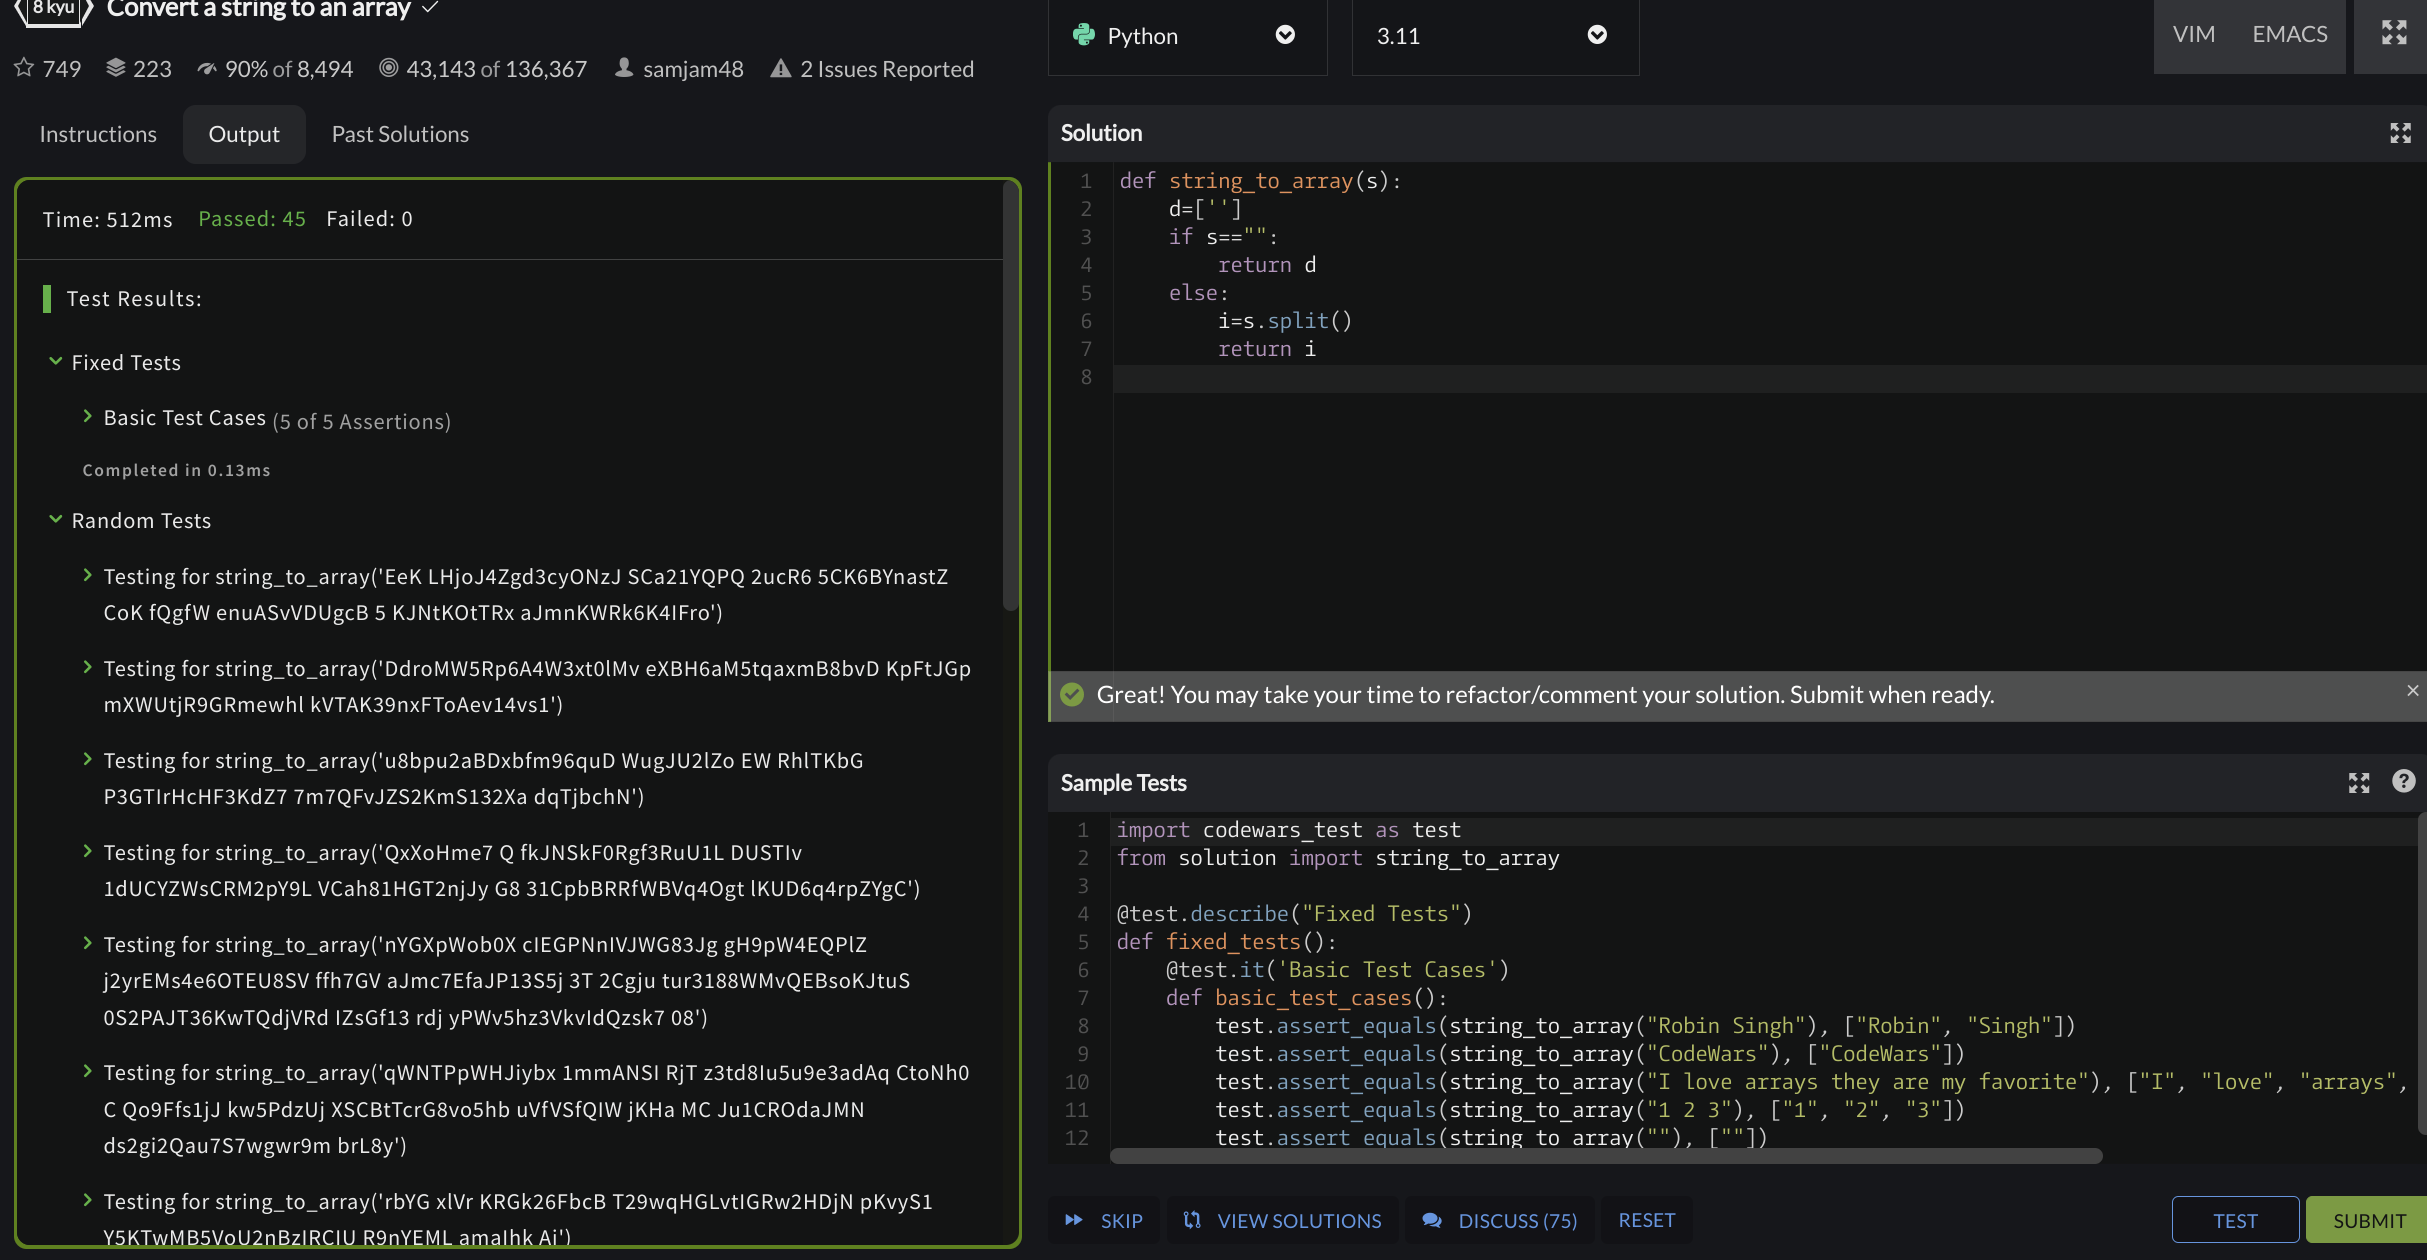 8 kyu Convert a string to an array
749 223 90% of 8,494 43,143 of 136,367 samjam48 2 Issues Reported
Instructions Output Past Solutions
Time: 512ms Passed: 45 Failed: 0
Test Results:
Fixed Tests
Basic Test Cases (5 of 5 Assertions)
Completed in 0.13ms
Random Tests
Testing for string_to_array('EeK LHjoJ4Zgd3cyONzJ SCa21YQPQ 2ucR6 5CK6BYnastZ
CoK fQgfW enuASvVDUgcB 5 KJNtKOtTRx aJmnKWRk6K4IFro')
Testing for string_to_array('DdroMW5Rp6A4W3xt0lMv eXBH6aM5tqaxmB8bvD KpFtJGp
mXWUtjR9GRmewhl kVTAK39nxFToAev14vs1')
Testing for string_to_array('u8bpu2aBDxbfm96quD WugJU2lZo EW RhlTKbG
P3GTIrHcHF3KdZ7 7m7QFvJZS2KmS132Xa dqTjbchN')
Testing for string_to_array('QxXoHme7 Q fkJNSkF0Rgf3RuU1L DUSTIv
1dUCYZWsCRM2pY9L VCah81HGT2njJy G8 31CpbBRRfWBVq4Ogt lKUD6q4rpZYgC')
Testing for string_to_array('nYGXpWob0X cIEGPNnIVJWG83Jg gH9pW4EQPlZ
j2yrEMs4e6OTEU8SV ffh7GV aJmc7EfaJP13S5j 3T 2Cgju tur3188WMvQEBsoKJtuS
0S2PAJT36KwTQdjVRd IZsGf13 rdj yPWv5hz3VkvIdQzsk7 08')
Testing for string_to_array('qWNTPpWHJiybx 1mmANSI RjT z3td8Iu5u9e3adAq CtoNh0
C Qo9Ffs1jJ kw5PdzUj XSCBtTcrG8vo5hb uVfVSfQIW jKHa MC Ju1CROdaJMN
ds2gi2Qau7S7wgwr9m brL8y')
Testing for string_to_array('rbYG xlVr KRGk26FbcB T29wqHGLvtIGRw2HDjN pKvyS1
Y5KTwMB5VoU2nBzIRCIU R9nYEML amaIhk Ai')
Python 3.11 VIM EMACS
Solution
1 def string_to_array(s):
2 d=['']
3 if s=="":
4 return d
5 else:
6 i=s.split()
7 return i
8
Great! You may take your time to refactor/comment your solution. Submit when ready. ×
Sample Tests ?
1 import codewars_test as test
2 from solution import string_to_array
3
4 @test.describe("Fixed Tests")
5 def fixed_tests():
6 @test.it('Basic Test Cases')
7 def basic_test_cases():
8 test.assert_equals(string_to_array("Robin Singh"), ["Robin", "Singh"])
9 test.assert_equals(string_to_array("CodeWars"), ["CodeWars"])
10 test.assert_equals(string_to_array("I love arrays they are my favorite"), ["I", "love", "arrays",
11 test.assert_equals(string_to_array("1 2 3"), ["1", "2", "3"])
12 test.assert_equals(string_to_array(""), [""])
SKIP VIEW SOLUTIONS DISCUSS (75) RESET TEST SUBMIT